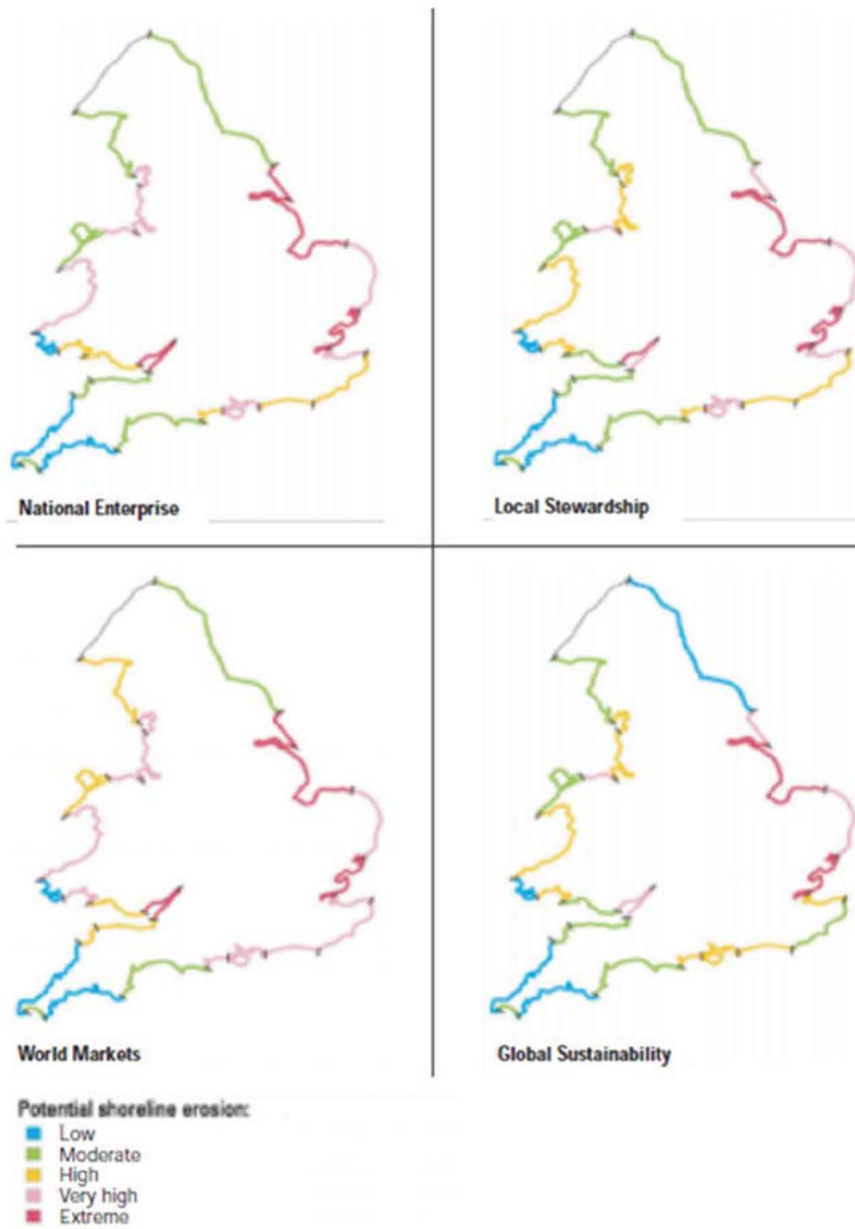 National Enterprise
Local Stewardship
World Markets
Global Sustainability
Potential shoreline erosion:
Low
Moderate
High
Very high
Extreme